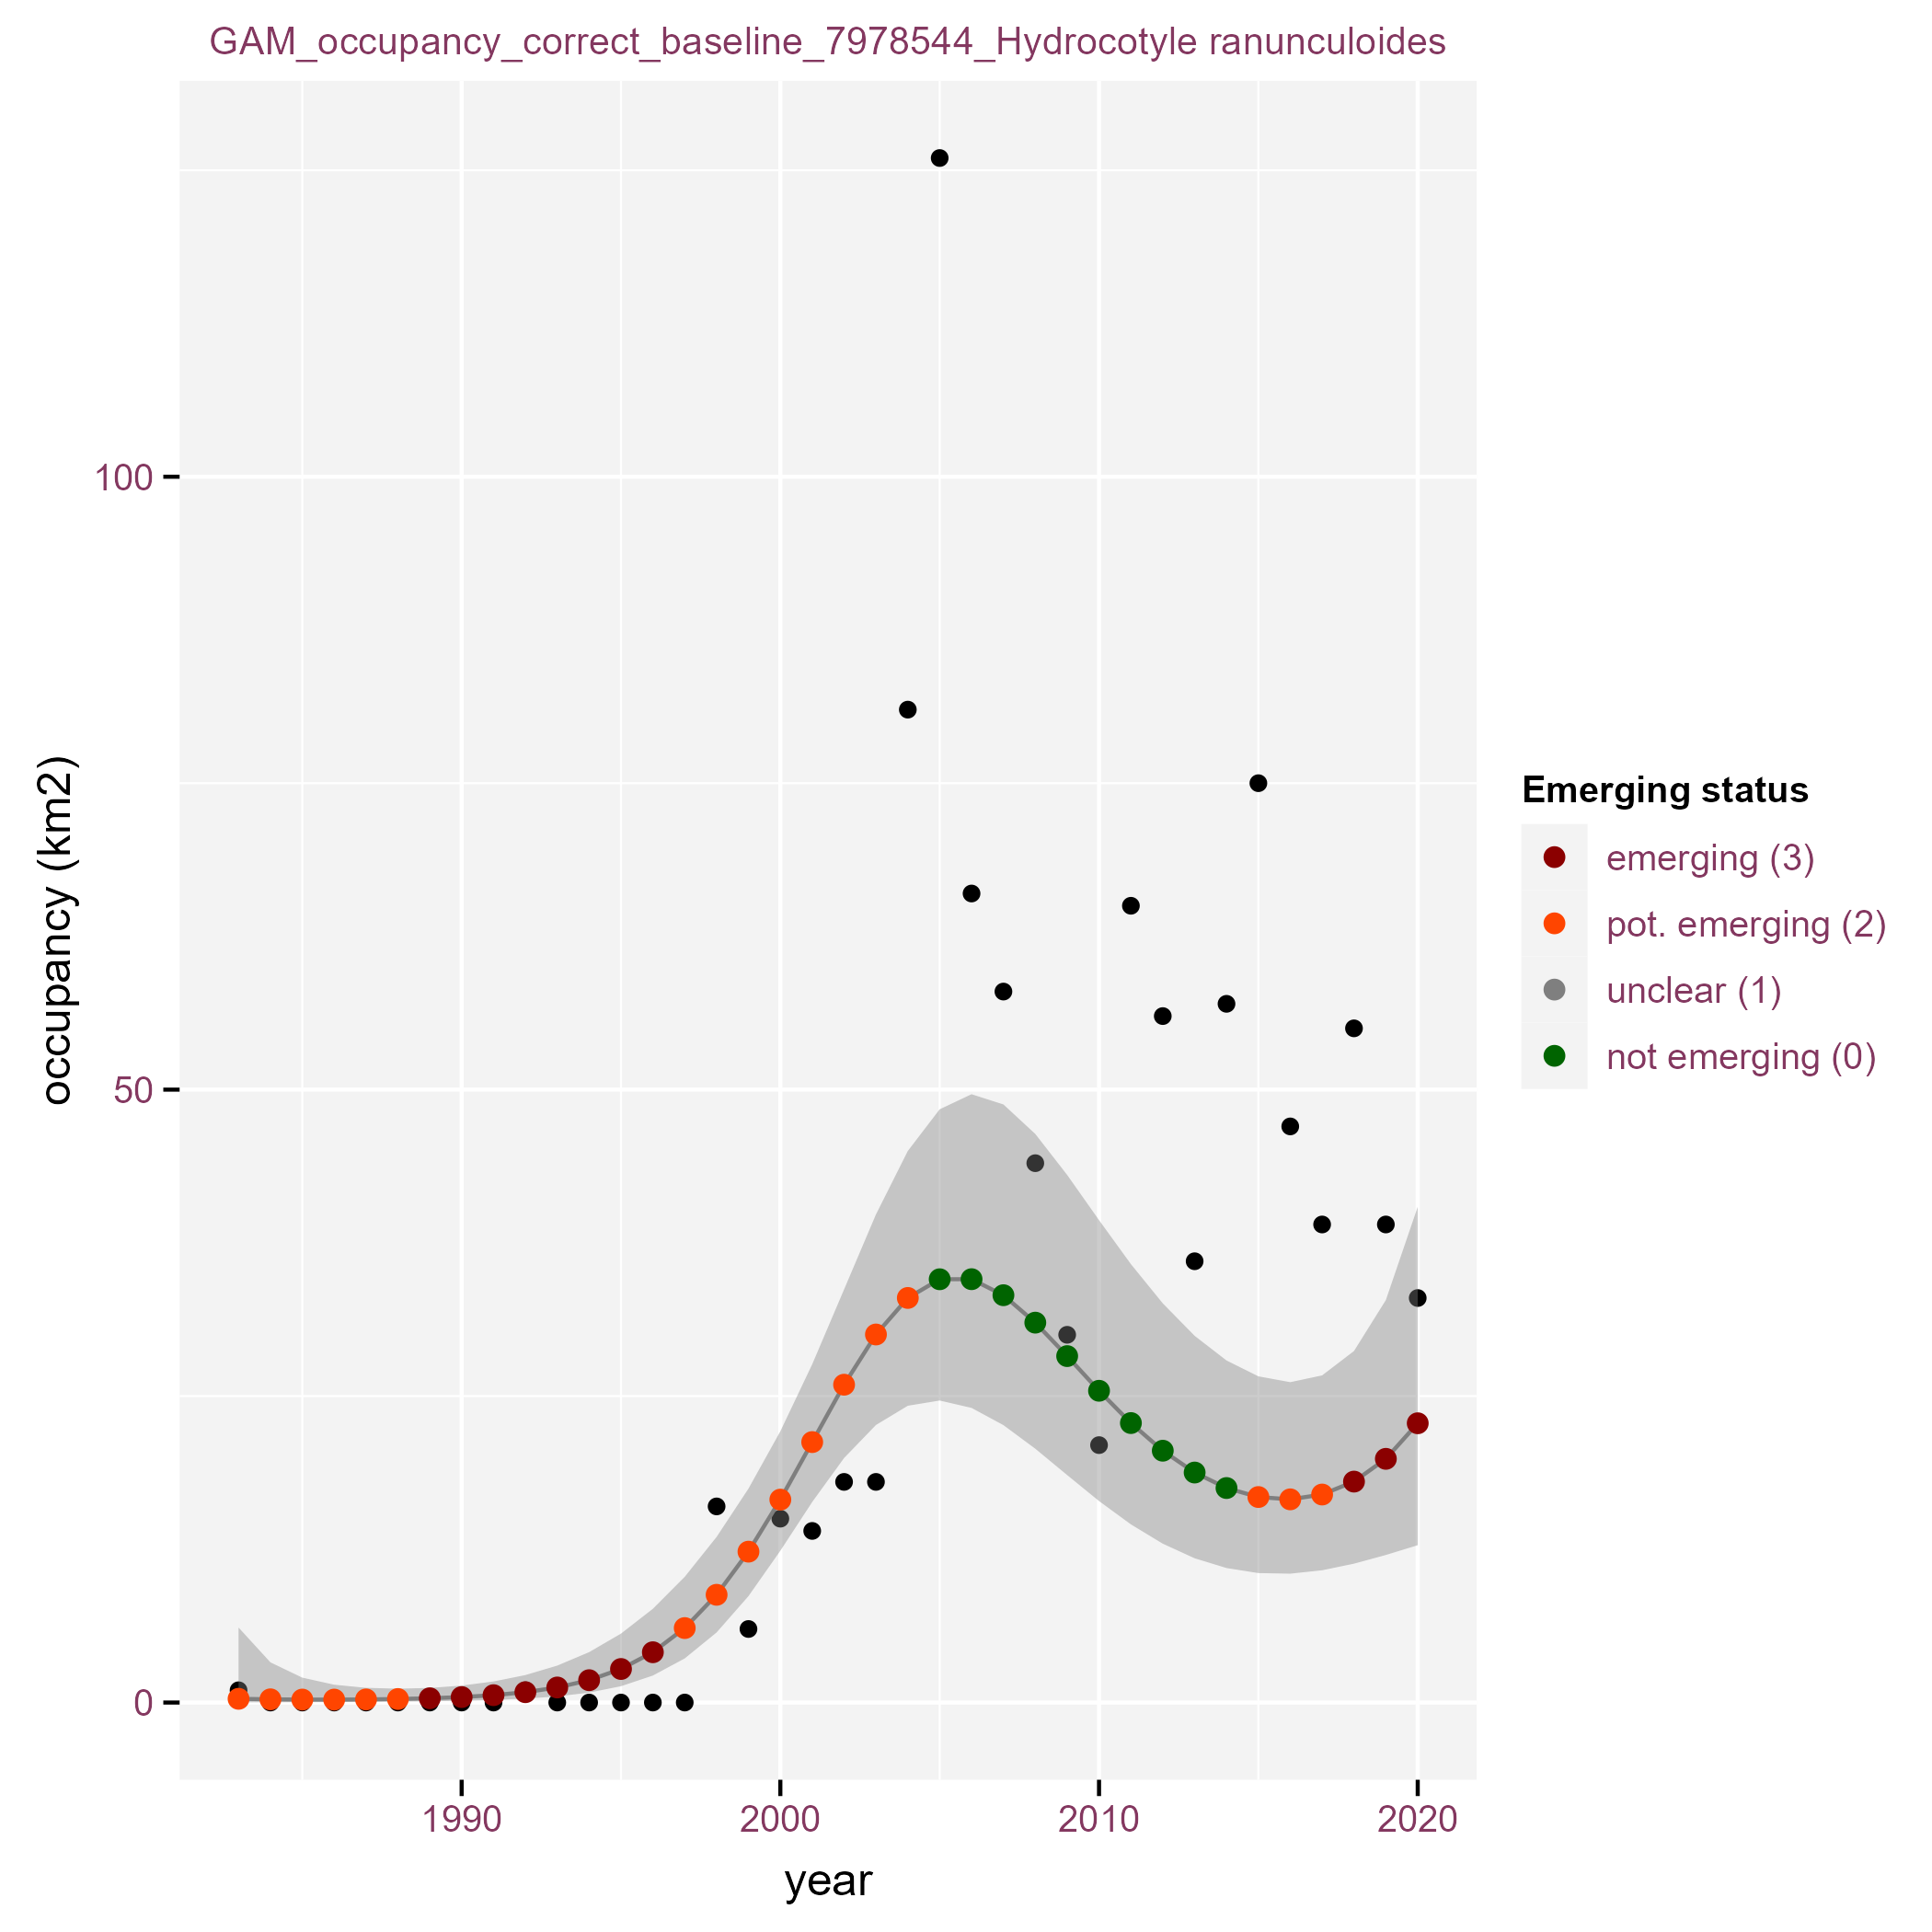 GAM_occupancy_correct_baseline_7978544_Hydrocotyle ranunculoides
occupancy (km2)
100
50
0
1990
2000
2010
2020
year
Emerging status
emerging (3)
pot. emerging (2)
unclear (1)
not emerging (0)